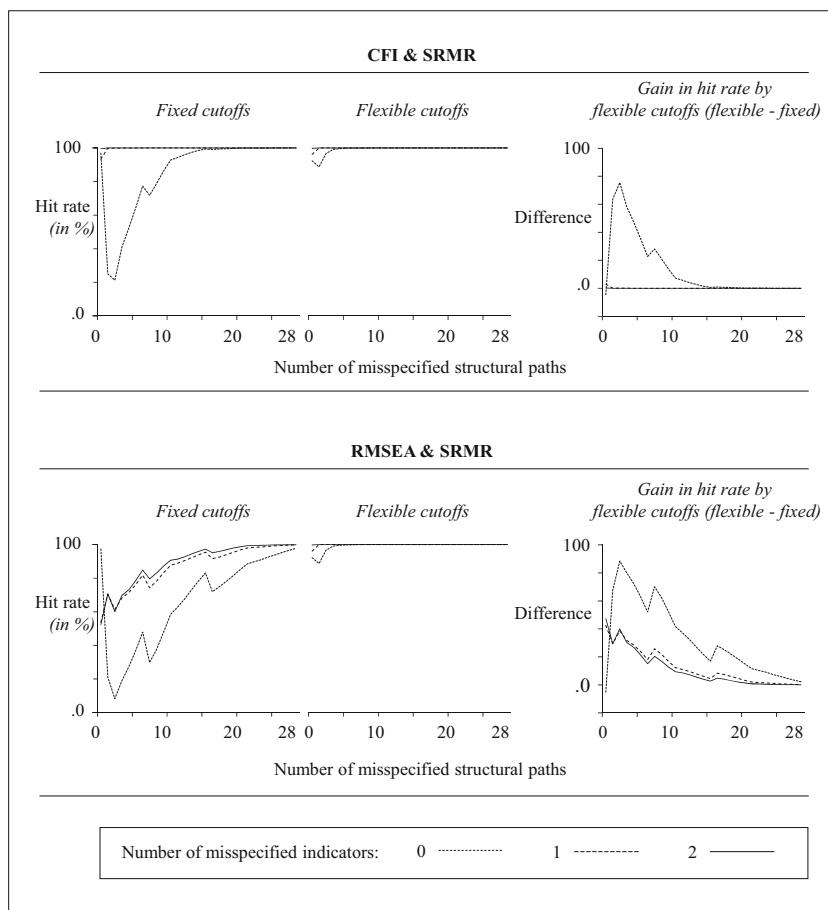 CFI & SRMR
Fixed cutoffs
Flexible cutoffs
Gain in hit rate by
flexible cutoffs (flexible - fixed)
100
Hit rate
(in %)
.0
0 10 20 28
0 10 20 28
100
Difference
.0
0 10 20 28
Number of misspecified structural paths
RMSEA & SRMR
Fixed cutoffs
Flexible cutoffs
Gain in hit rate by
flexible cutoffs (flexible - fixed)
100
Hit rate
(in %)
.0
0 10 20 28
0 10 20 28
100
Difference
.0
0 10 20 28
Number of misspecified structural paths
Number of misspecified indicators: 0 1 2